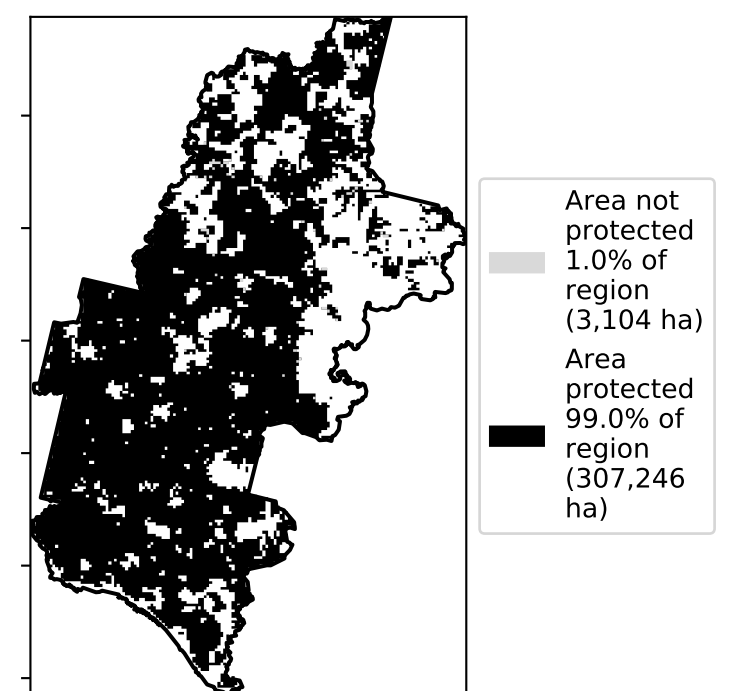 Area not
protected
1.0% of
region
(3,104 ha)
Area
protected
99.0% of
region
(307,246
ha)